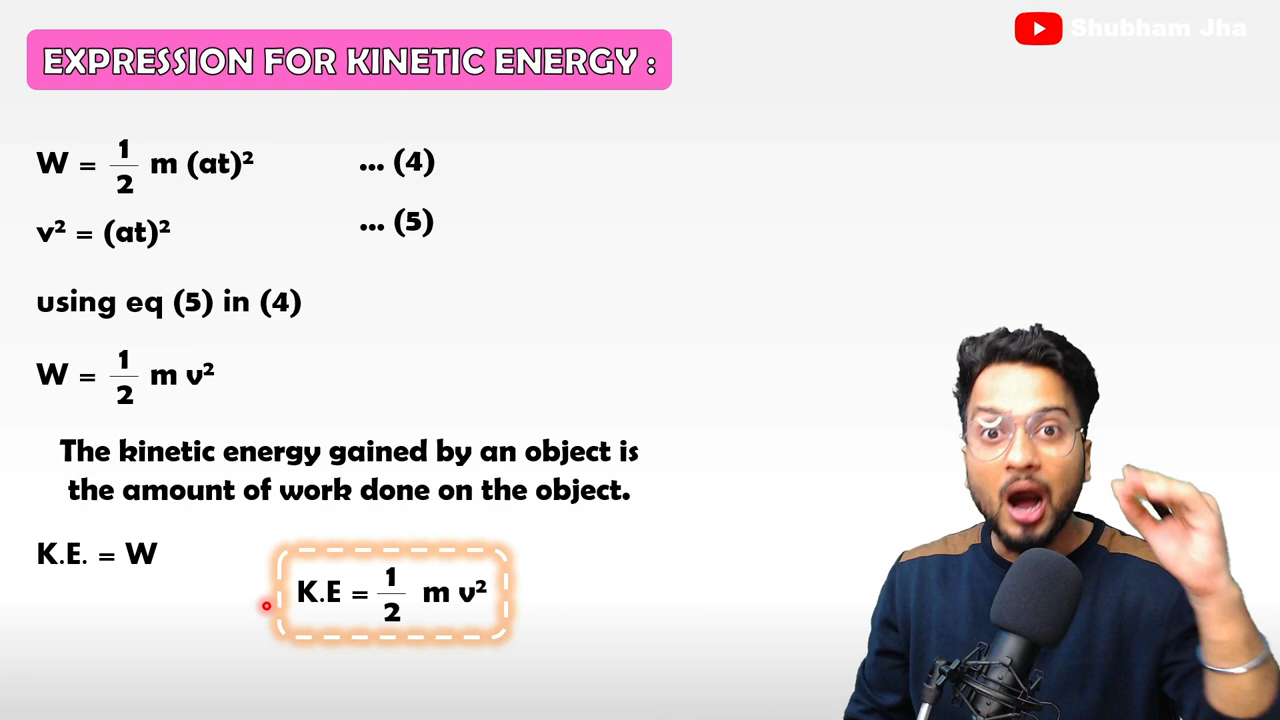 Shubham Jha
EXPRESSION FOR KINETIC ENERGY :
W = 1/2 m (at)² ... (4)
v² = (at)² ... (5)
using eq (5) in (4)
W = 1/2 m v²
The kinetic energy gained by an object is
the amount of work done on the object.
K.E. = W
K.E = 1/2 m v²